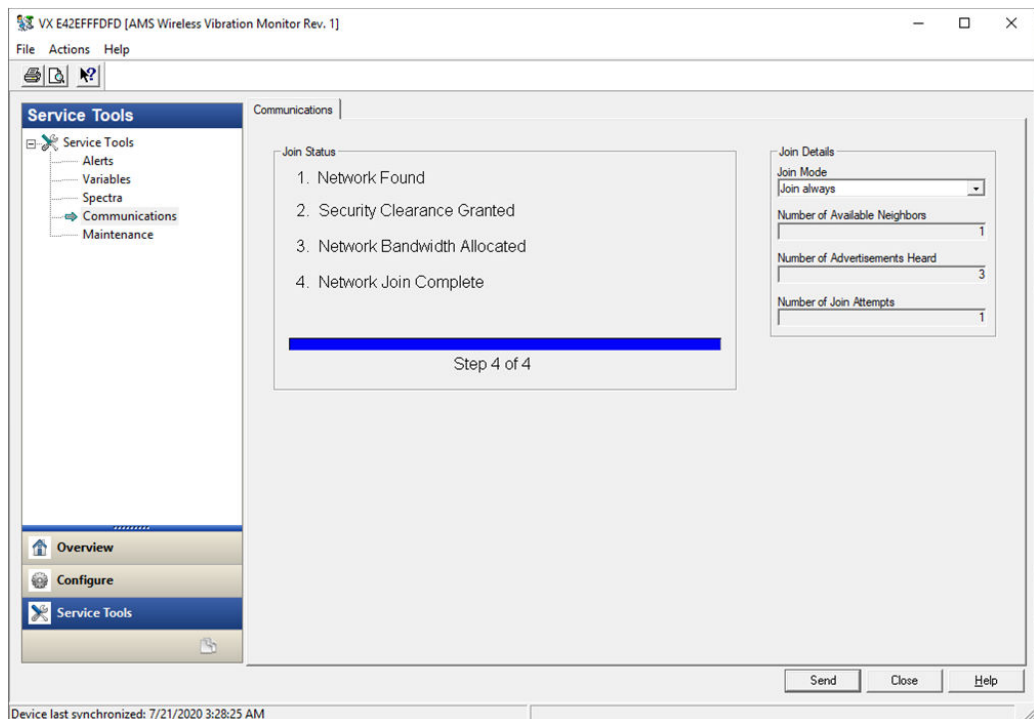 VX E42EFFFDFD [AMS Wireless Vibration Monitor Rev. 1]
File Actions Help
Service Tools
Service Tools
Alerts
Variables
Spectra
Communications
Maintenance
Overview
Configure
Service Tools
Communications
Join Status
1. Network Found
2. Security Clearance Granted
3. Network Bandwidth Allocated
4. Network Join Complete
Step 4 of 4
Join Details
Join Mode
Join always
Number of Available Neighbors
1
Number of Advertisements Heard
3
Number of Join Attempts
1
Send Close Help
Device last synchronized: 7/21/2020 3:28:25 AM